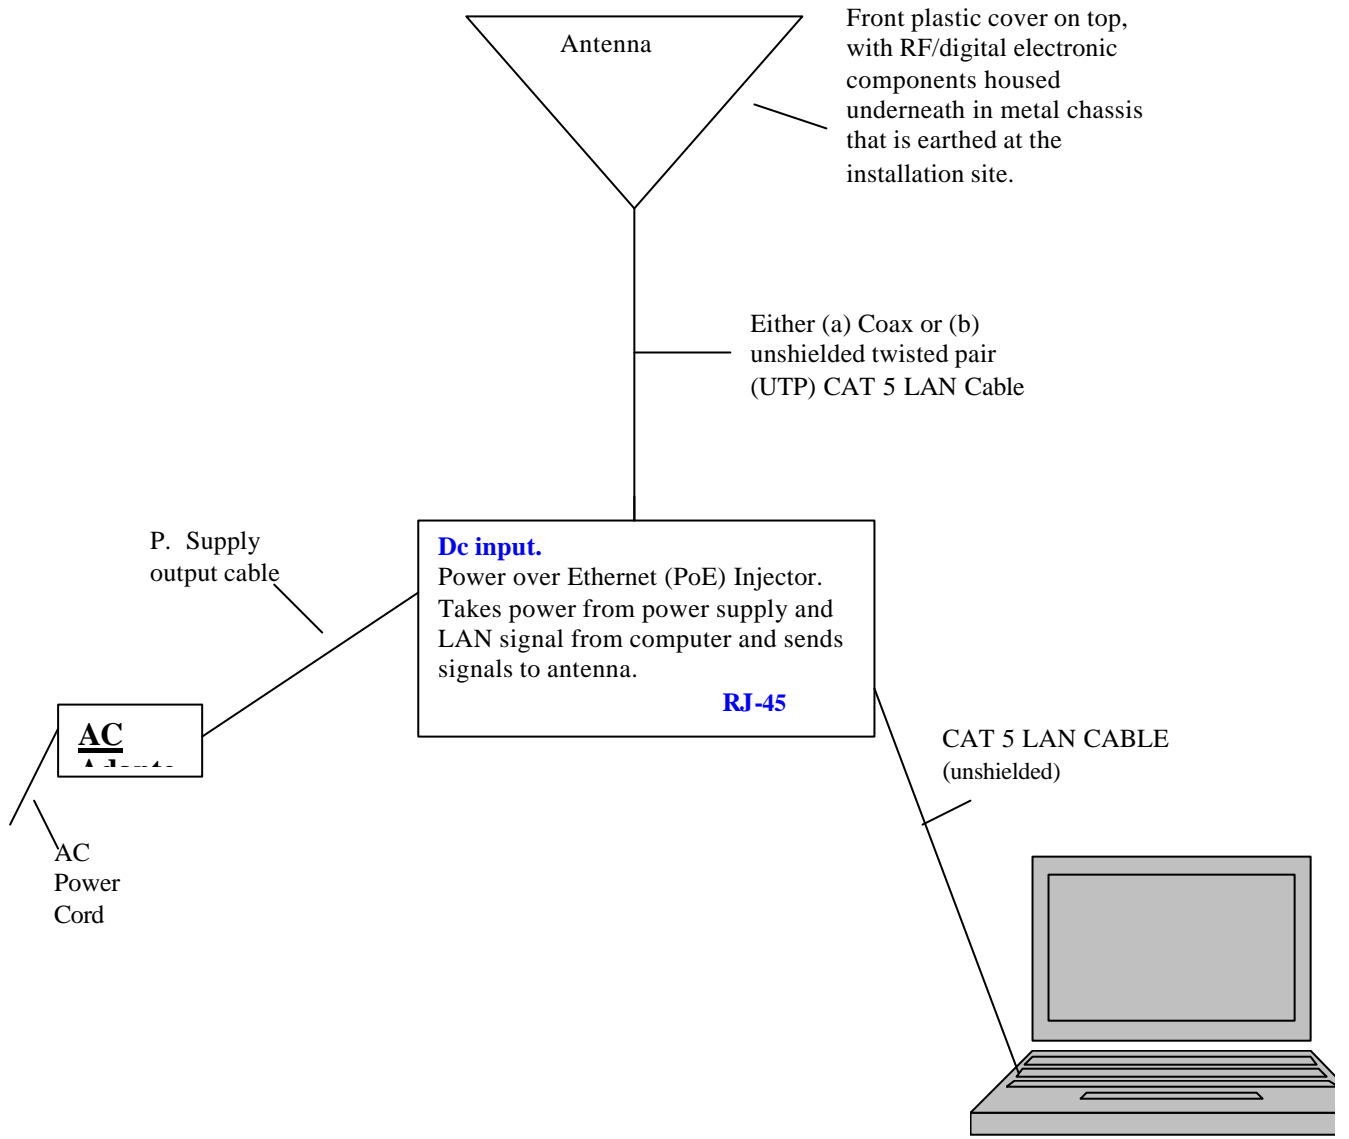 Antenna
Front plastic cover on top,
with RF/digital electronic
components housed
underneath in metal chassis
that is earthed at the
installation site.
Either (a) Coax or (b)
unshielded twisted pair
(UTP) CAT 5 LAN Cable
P. Supply
output cable
Dc input.
Power over Ethernet (PoE) Injector.
Takes power from power supply and
LAN signal from computer and sends
signals to antenna.
RJ-45
AC
CAT 5 LAN CABLE
(unshielded)
AC
Power
Cord